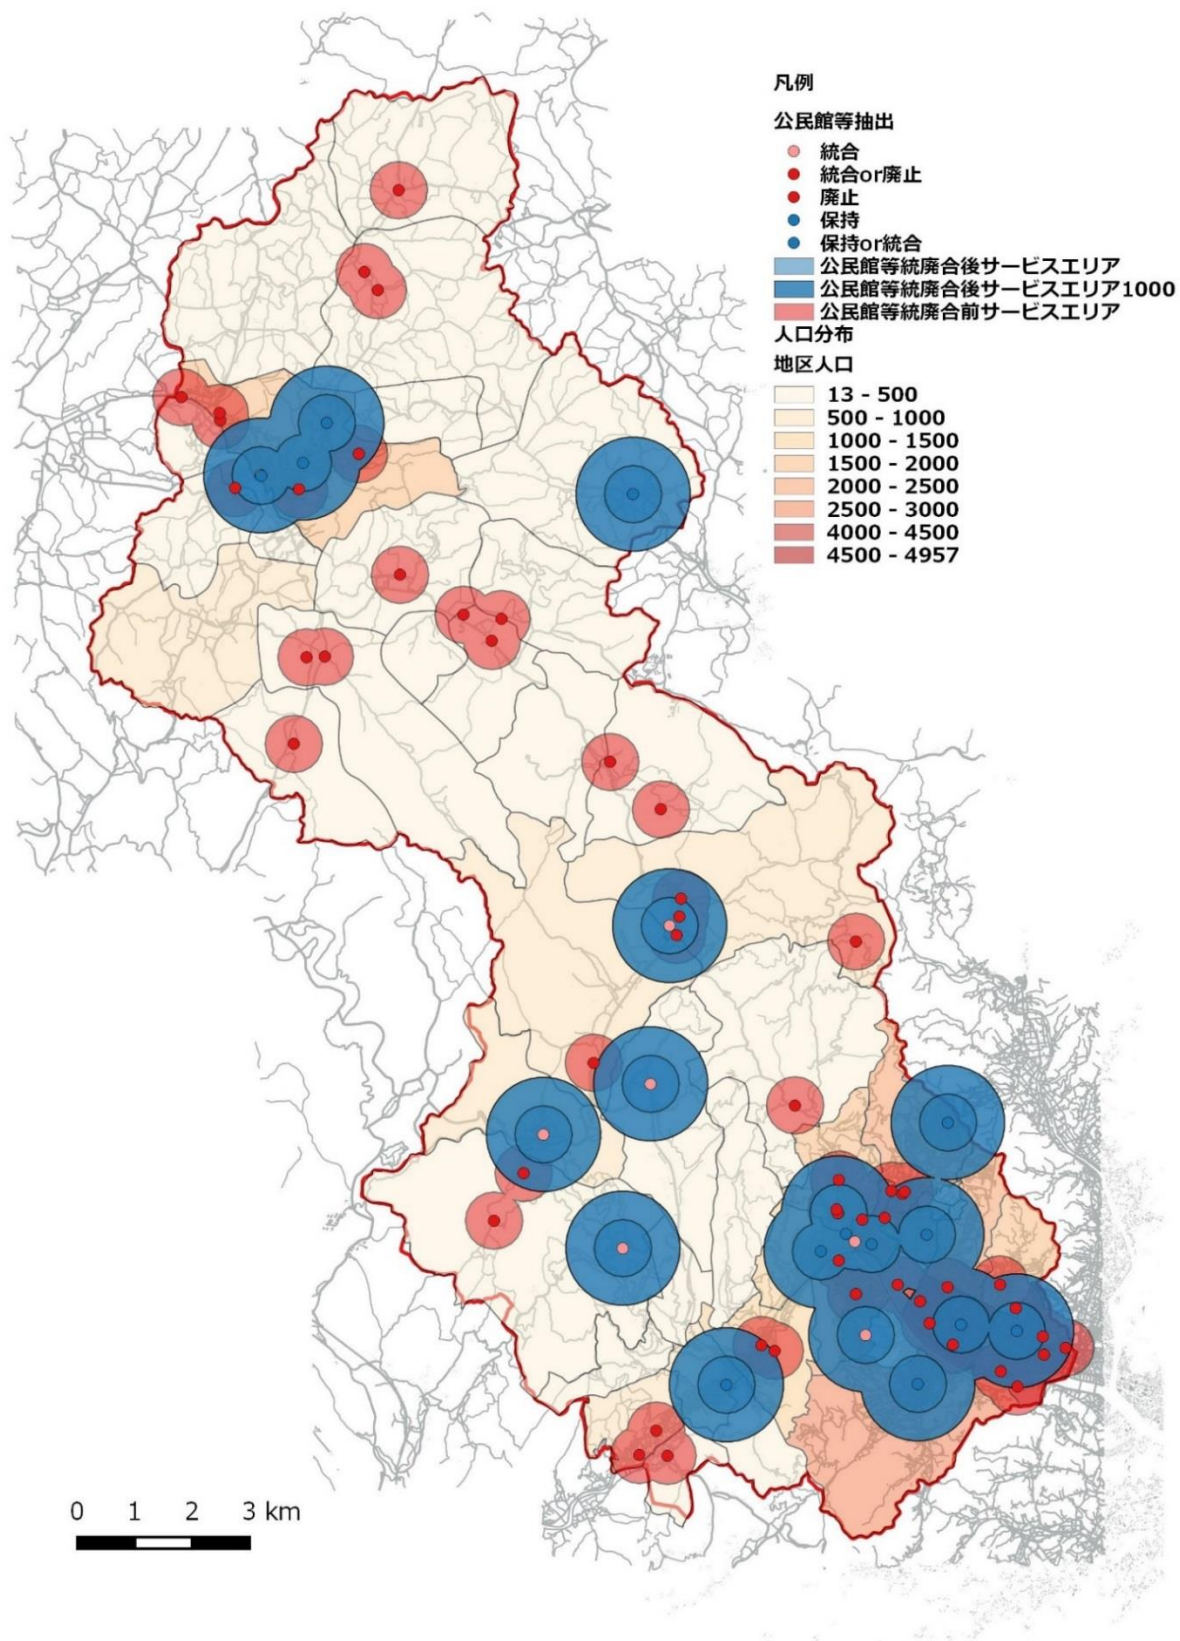 凡例
公民館等抽出
統合
統合or廃止
廃止
保持
保持or統合
公民館等統廃合後サービスエリア
公民館等統廃合後サービスエリア1000
公民館等統廃合前サービスエリア
人口分布
地区人口
13 - 500
500 - 1000
1000 - 1500
1500 - 2000
2000 - 2500
2500 - 3000
4000 - 4500
4500 - 4957
0 1 2 3 km